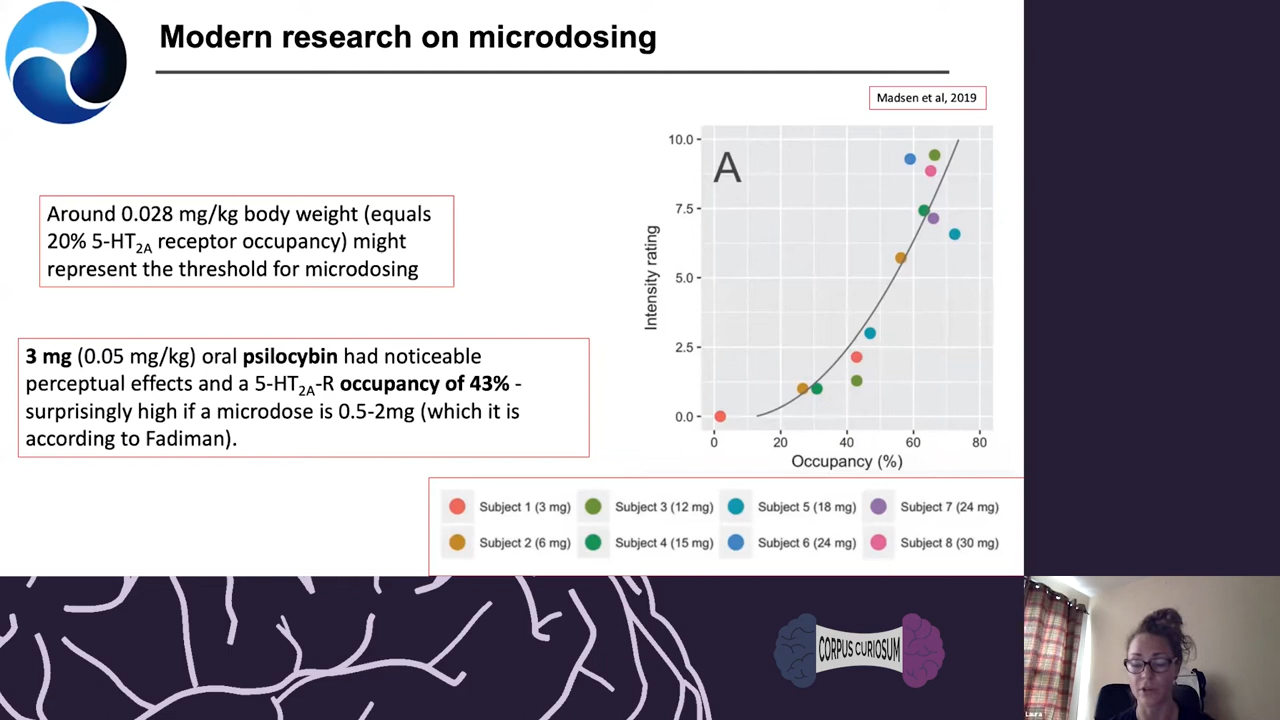 Modern research on microdosing
Madsen et al, 2019
Around 0.028 mg/kg body weight (equals
20% 5-HT2A receptor occupancy) might
represent the threshold for microdosing
3 mg (0.05 mg/kg) oral psilocybin had noticeable
perceptual effects and a 5-HT2A-R occupancy of 43% -
surprisingly high if a microdose is 0.5-2mg (which it is
according to Fadiman).
A
Intensity rating
10.0
7.5
5.0
2.5
0.0
0 20 40 60 80
Occupancy (%)
Subject 1 (3 mg) Subject 3 (12 mg) Subject 5 (18 mg) Subject 7 (24 mg)
Subject 2 (6 mg) Subject 4 (15 mg) Subject 6 (24 mg) Subject 8 (30 mg)
CORPUS CURIOSUM
Laura